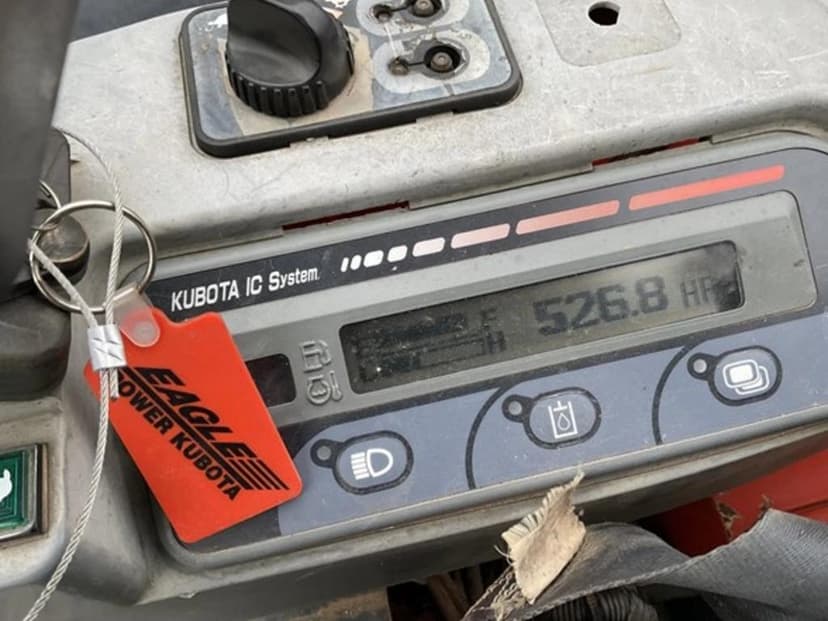 KUBOTA IC System
E
H
526.8 HR
EAGLE
POWER KUBOTA